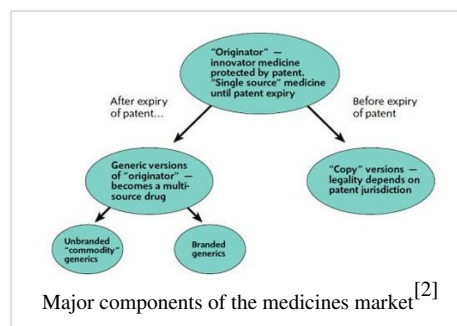 "Originator" —
innovator medicine
protected by patent.
"Single source" medicine
until patent expiry
After expiry
of patent...
Before expiry
of patent
Generic versions
of "originator" —
becomes a multi-
source drug
"Copy" versions —
legality depends on
patent jurisdiction
Unbranded
"commodity"
generics
Branded
generics
Major components of the medicines market[2]